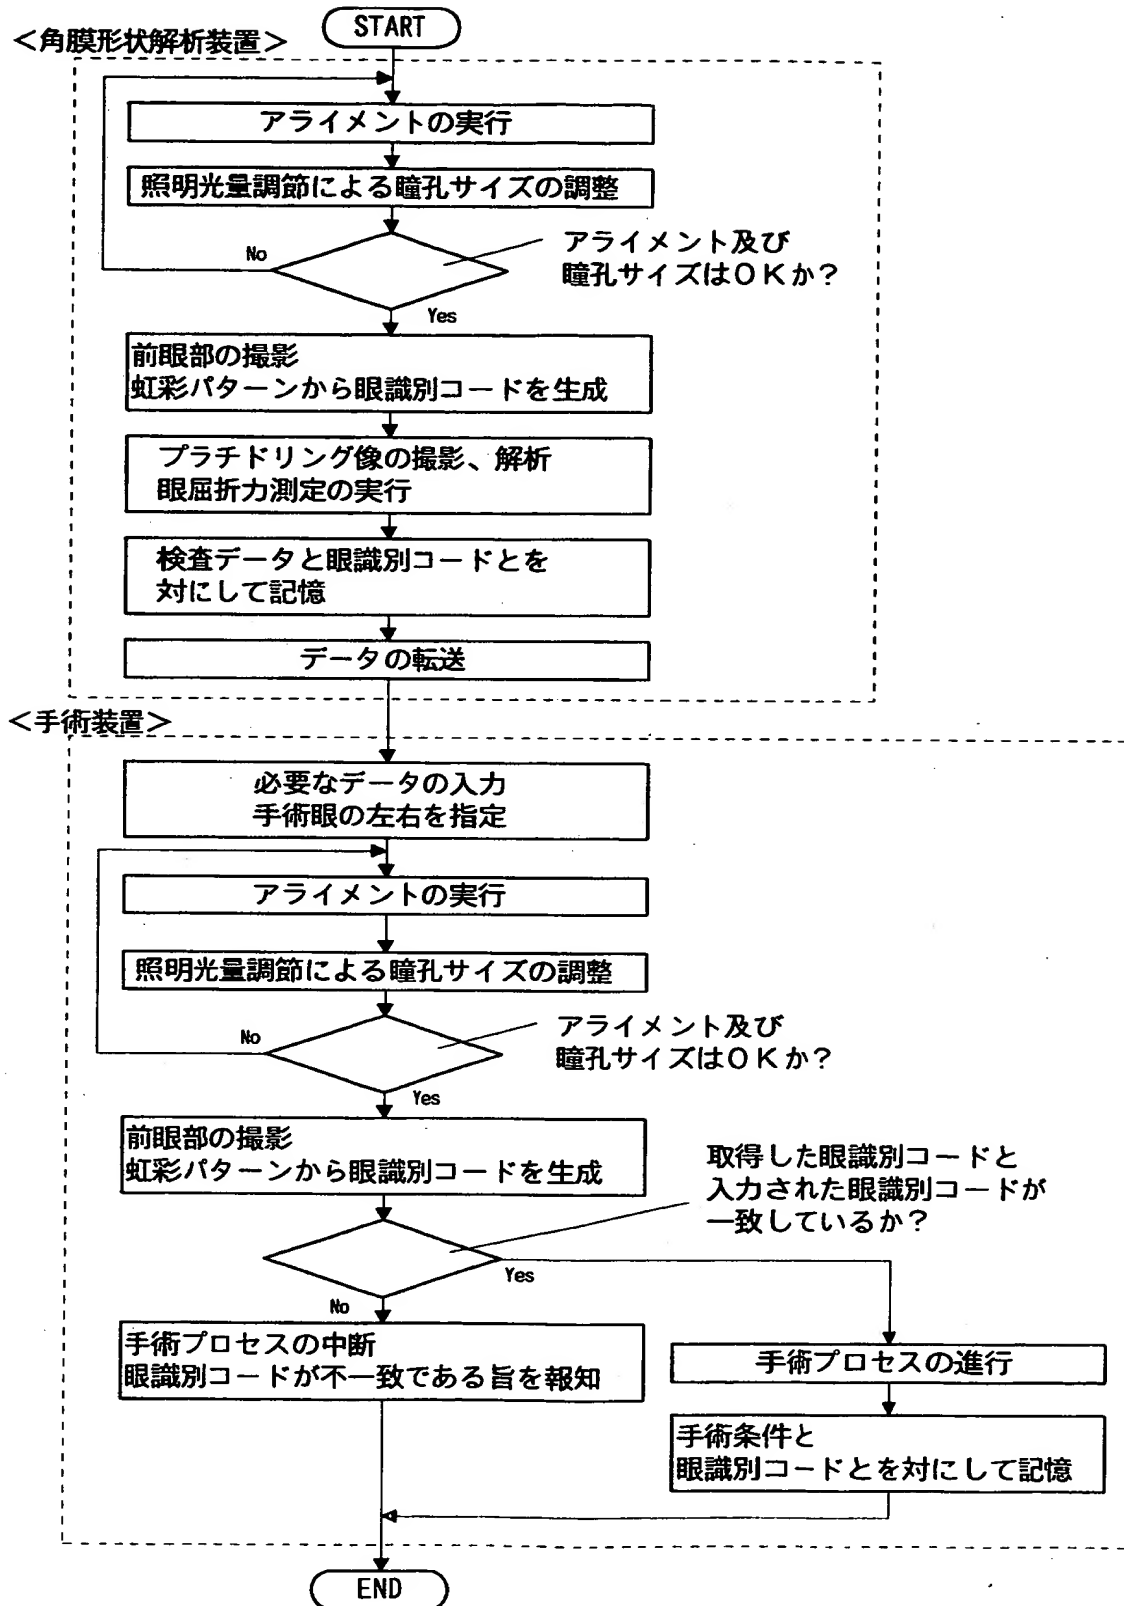 START
＜角膜形状解析装置＞
アライメントの実行
照明光量調節による瞳孔サイズの調整
No
アライメント及び
瞳孔サイズはＯＫか？
Yes
前眼部の撮影
虹彩パターンから眼識別コードを生成
プラチドリング像の撮影、解析
眼屈折力測定の実行
検査データと眼識別コードとを
対にして記憶
データの転送
＜手術装置＞
必要なデータの入力
手術眼の左右を指定
アライメントの実行
照明光量調節による瞳孔サイズの調整
No
アライメント及び
瞳孔サイズはＯＫか？
Yes
前眼部の撮影
虹彩パターンから眼識別コードを生成
取得した眼識別コードと
入力された眼識別コードが
一致しているか？
Yes
No
手術プロセスの中断
眼識別コードが不一致である旨を報知
手術プロセスの進行
手術条件と
眼識別コードとを対にして記憶
END